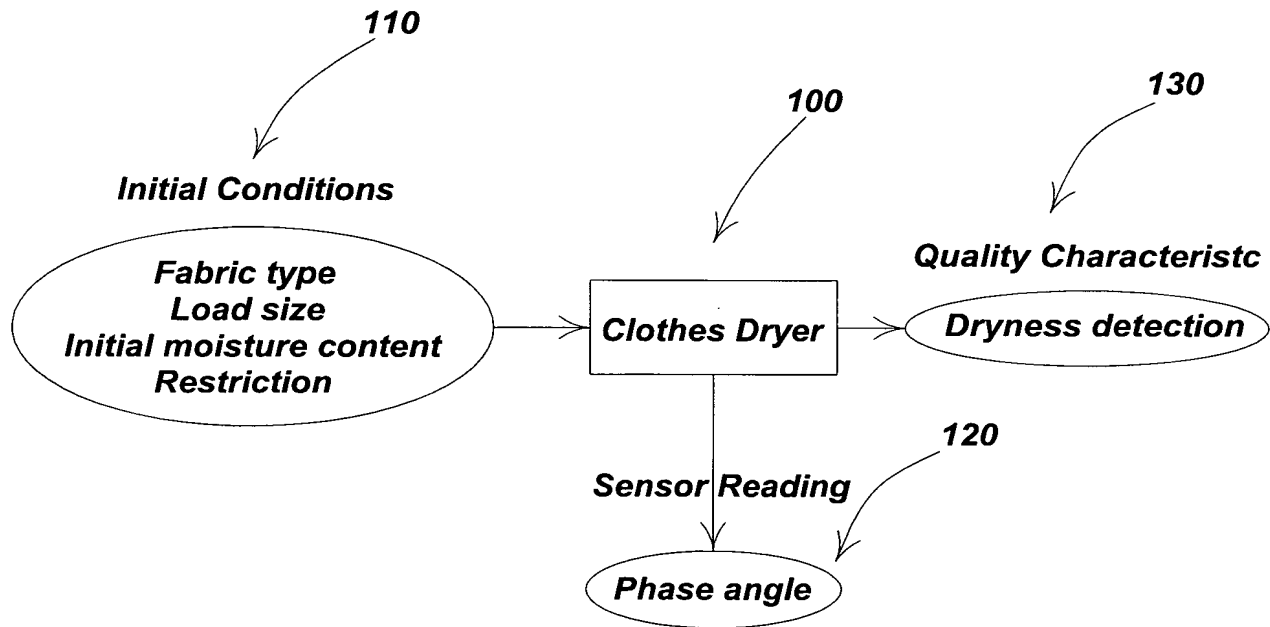 110
100
130
Initial Conditions
Fabric type
Load size
Initial moisture content
Restriction
Clothes Dryer
Quality Characteristc
Dryness detection
120
Sensor Reading
Phase angle